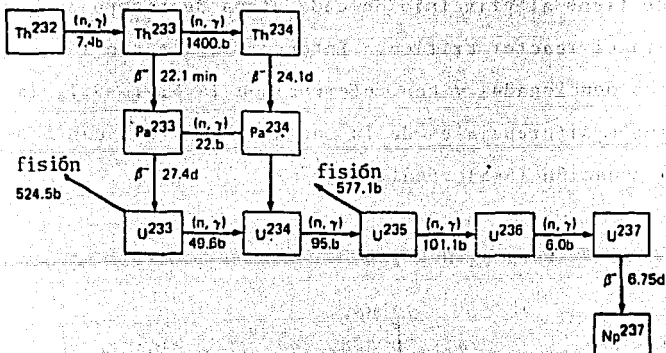 (n, γ) (n, γ)
Th232 Th233 Th234
7.4b 1400.b
β⁻ 22.1 min β⁻ 24.1d
(n, γ)
Pa233 Pa234
22.b
fisión fisión
β⁻ 27.4d
524.5b 577.1b
(n, γ) (n, γ) (n, γ) (n, γ)
U233 U234 U235 U236 U237
49.6b 95.b 101.1b 6.0b
β⁻ 6.75d
Np237